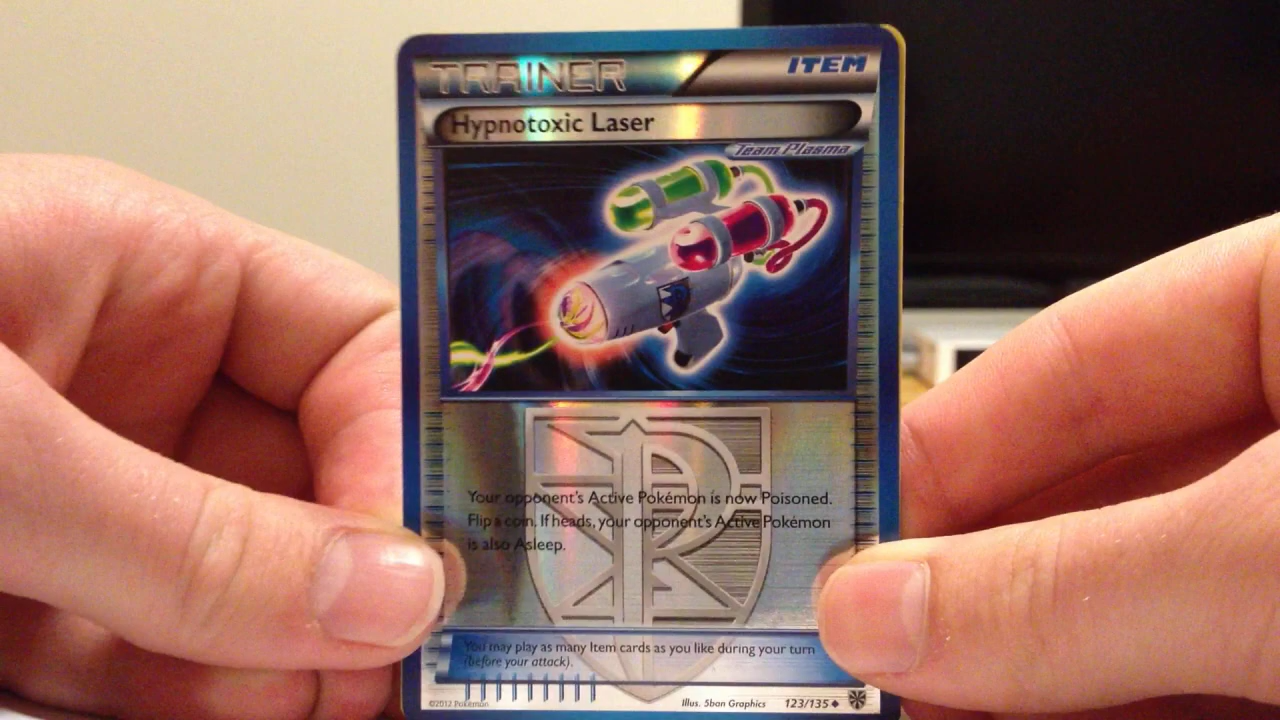 TRAINER
ITEM
Hypnotoxic Laser
Team Plasma
Your opponent's Active Pokémon is now Poisoned.
Flip a coin. If heads, your opponent's Active Pokémon
is also Asleep.
You may play as many Item cards as you like during your turn
(before your attack).
©2012 Pokémon
Illus. 5ban Graphics
123/135